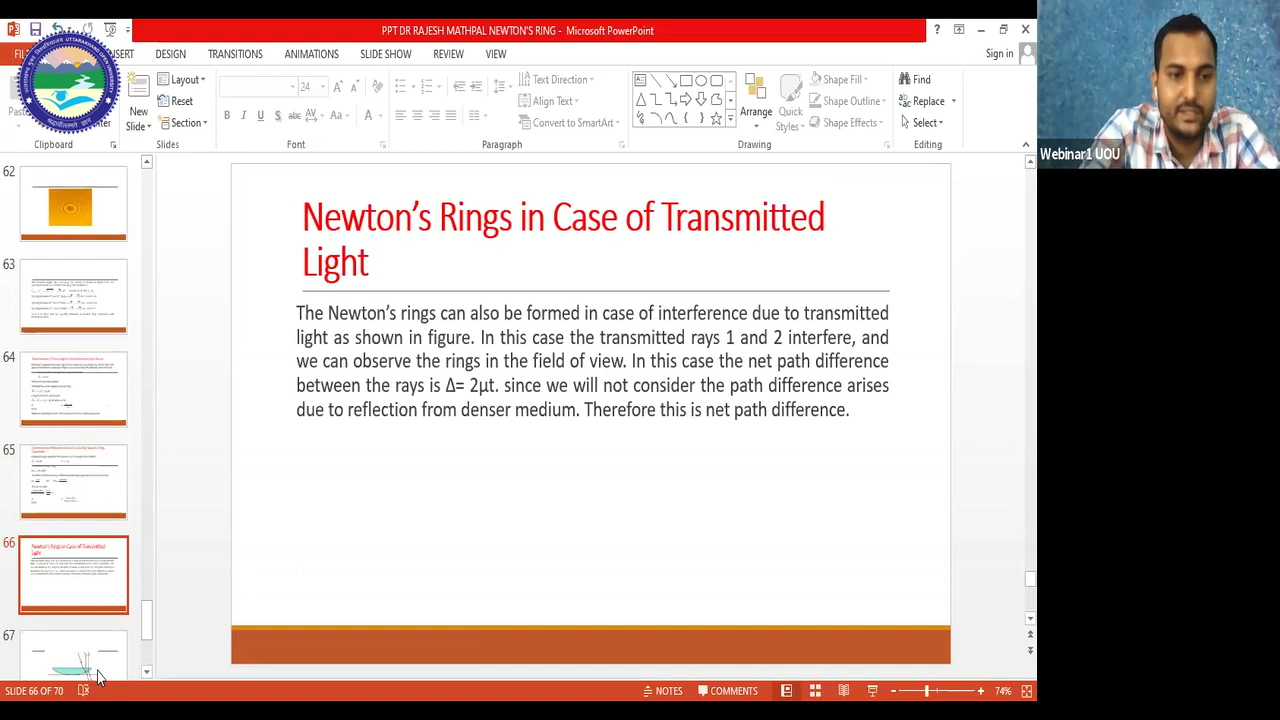 PPT DR RAJESH MATHPAL NEWTON'S RING - Microsoft PowerPoint
INSERT DESIGN TRANSITIONS ANIMATIONS SLIDE SHOW REVIEW VIEW
Sign in
New
Slide
Layout
Reset
Section
24
Text Direction
Align Text
Convert to SmartArt
Arrange
Quick
Styles
Shape Fill
Shape Outline
Shape Effects
Find
Replace
Select
Clipboard Slides Font Paragraph Drawing Editing
Webinar1 UOU
62
63
64
65
66
67
Newton's Rings in Case of Transmitted
Light
The Newton's rings can also be formed in case of interference due to transmitted
light as shown in figure. In this case the transmitted rays 1 and 2 interfere, and
we can observe the rings in the field of view. In this case the net path difference
between the rays is Δ= 2µt. since we will not consider the path difference arises
due to reflection from denser medium. Therefore this is net path difference.
SLIDE 66 OF 70
NOTES
COMMENTS
74%